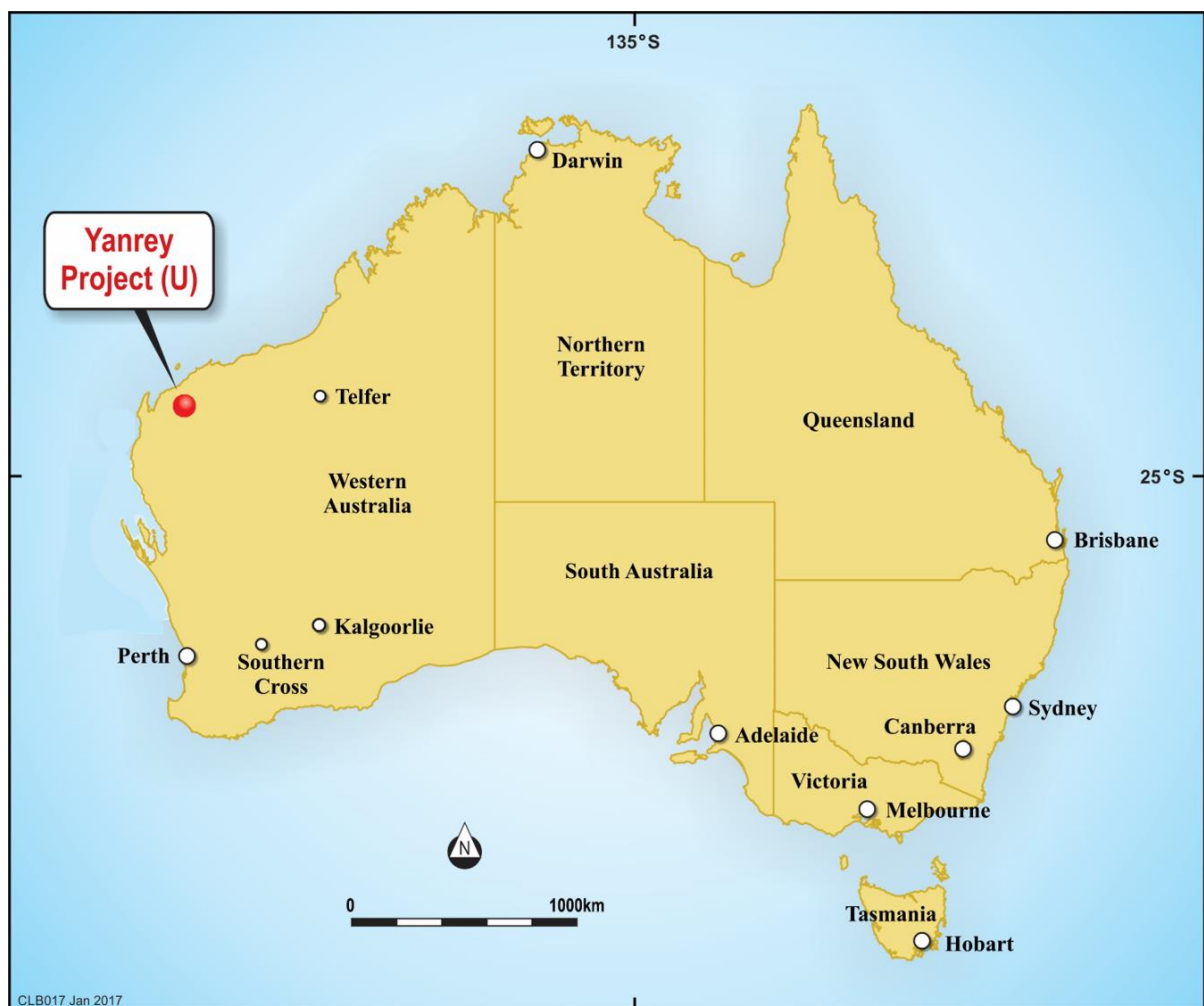 135°S
Darwin
Yanrey
Project (U)
Northern
Territory
Telfer
Queensland
Western
Australia
25°S
Brisbane
South Australia
Kalgoorlie
Perth
Southern
Cross
New South Wales
Sydney
Canberra
Adelaide
Victoria
Melbourne
N
0
1000km
Tasmania
Hobart
CLB017 Jan 2017